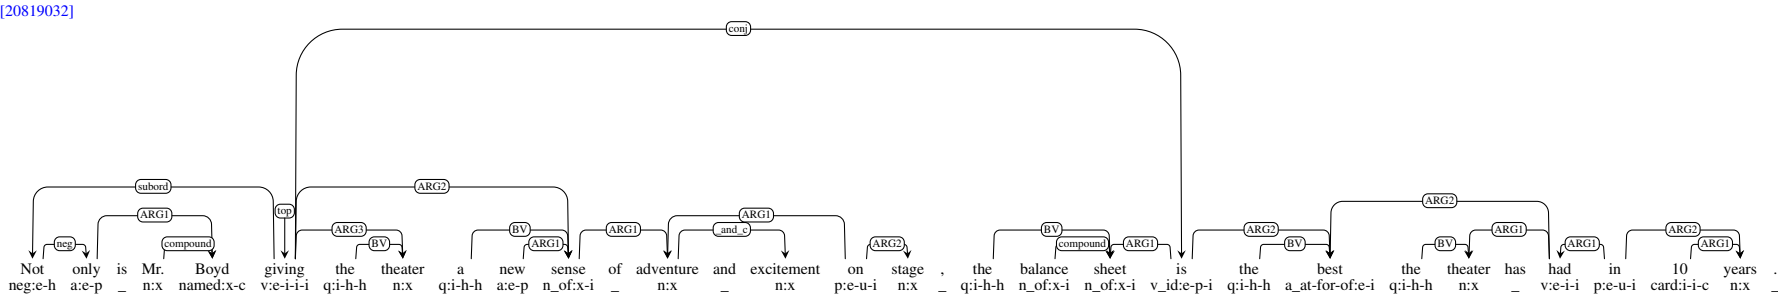 [20819032]
conj
subord ARG2
ARG2
top
ARG1 ARG1
ARG3 BV ARG1 BV ARG2 ARG1 ARG2
neg compound BV ARG1 _and_c ARG2 compound ARG1 BV BV ARG1 ARG1
Not only is Mr. Boyd giving the theater a new sense of adventure and excitement on stage , the balance sheet is the best the theater has had in 10 years .
neg:e-h a:e-p _ n:x named:x-c v:e-i-i-i q:i-h-h n:x q:i-h-h a:e-p n_of:x-i _ n:x _ n:x p:e-u-i n:x _ q:i-h-h n_of:x-i n_of:x-i v_id:e-p-i q:i-h-h a_at-for-of:e-i q:i-h-h n:x _ v:e-i-i p:e-u-i card:i-i-c n:x _